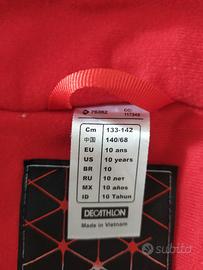 CC:
Cm 133-142
中国 140/68
EU 10 ans
US 10 years
BR 10
RU 10 лет
MX 10 años
ID 10 Tahun
DECATHLON
Made in Vietnam
subito